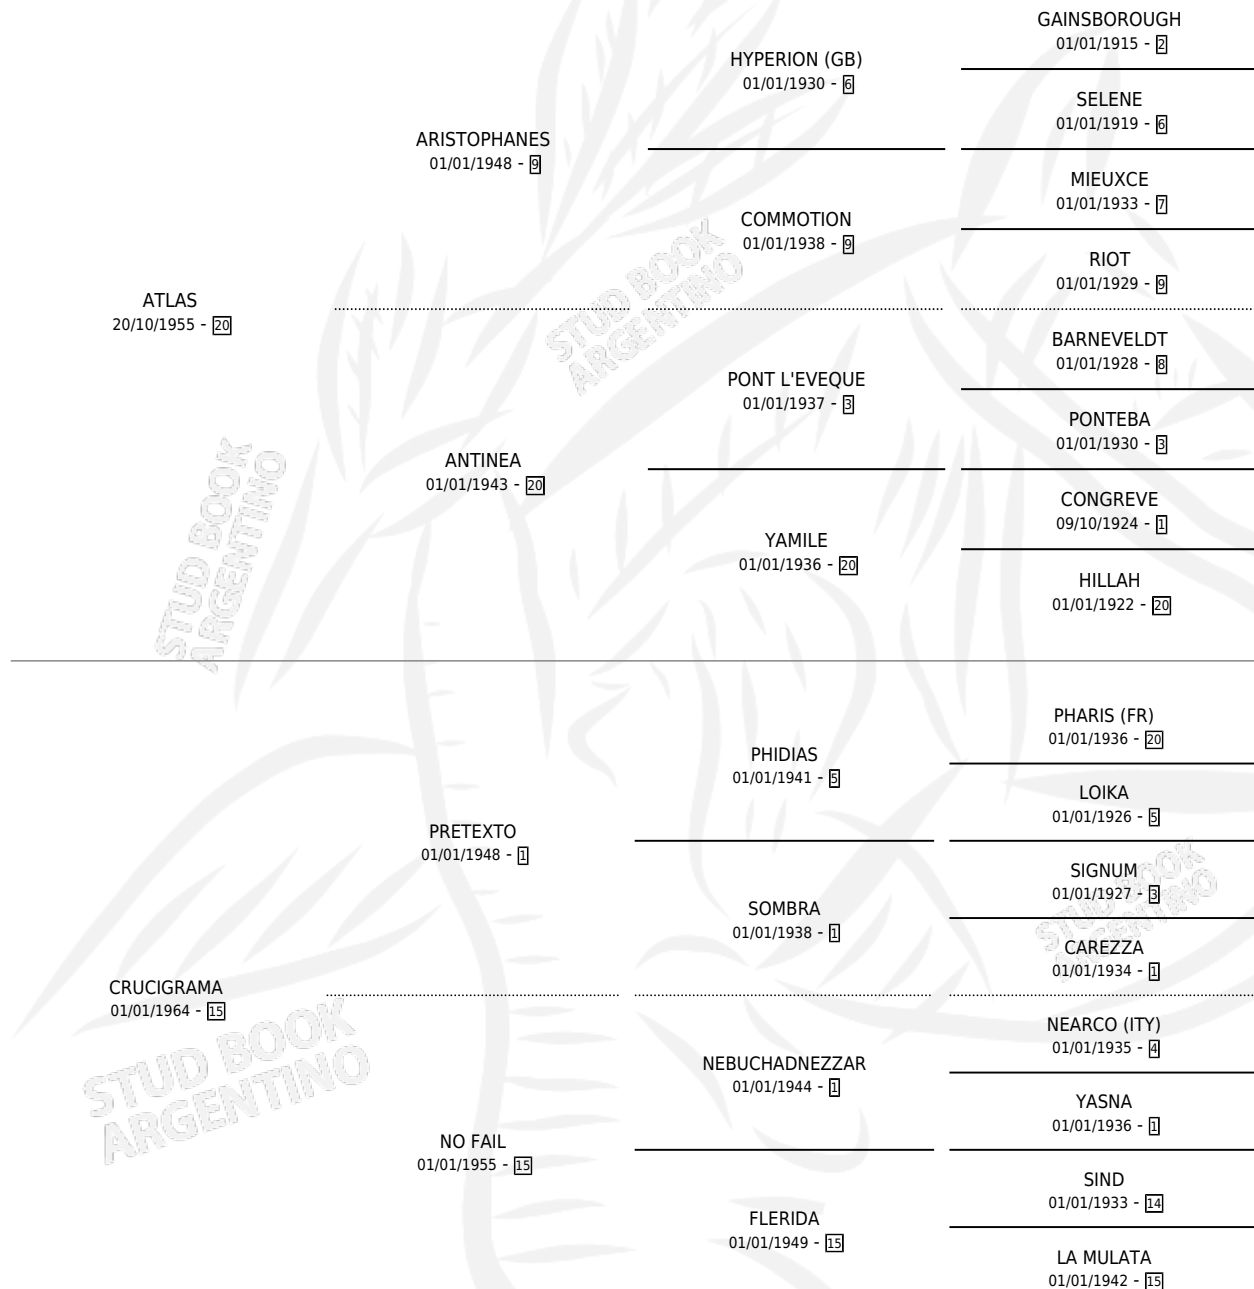 GAINSBOROUGH
01/01/1915 - 2
HYPERION (GB)
01/01/1930 - 6
SELENE
01/01/1919 - 6
ARISTOPHANES
01/01/1948 - 9
MIEUXCE
01/01/1933 - 7
COMMOTION
01/01/1938 - 9
RIOT
01/01/1929 - 9
ATLAS
20/10/1955 - 20
STUD BOOK
ARGENTINO
BARNEVELDT
01/01/1928 - 8
PONT L'EVEQUE
01/01/1937 - 3
PONTEBA
01/01/1930 - 3
ANTINEA
01/01/1943 - 20
CONGREVE
09/10/1924 - 1
YAMILE
01/01/1936 - 20
HILLAH
01/01/1922 - 20
STUD BOOK
ARGENTINO
PHARIS (FR)
01/01/1936 - 20
PHIDIAS
01/01/1941 - 5
LOIKA
01/01/1926 - 5
PRETEXTO
01/01/1948 - 1
SIGNUM
01/01/1927 - 3
SOMBRA
01/01/1938 - 1
CAREZZA
01/01/1934 - 1
STUD BOOK
ARGENTINO
CRUCIGRAMA
01/01/1964 - 15
STUD BOOK
ARGENTINO
NEARCO (ITY)
01/01/1935 - 4
NEBUCHADNEZZAR
01/01/1944 - 1
YASNA
01/01/1936 - 1
NO FAIL
01/01/1955 - 15
SIND
01/01/1933 - 14
FLERIDA
01/01/1949 - 15
LA MULATA
01/01/1942 - 15